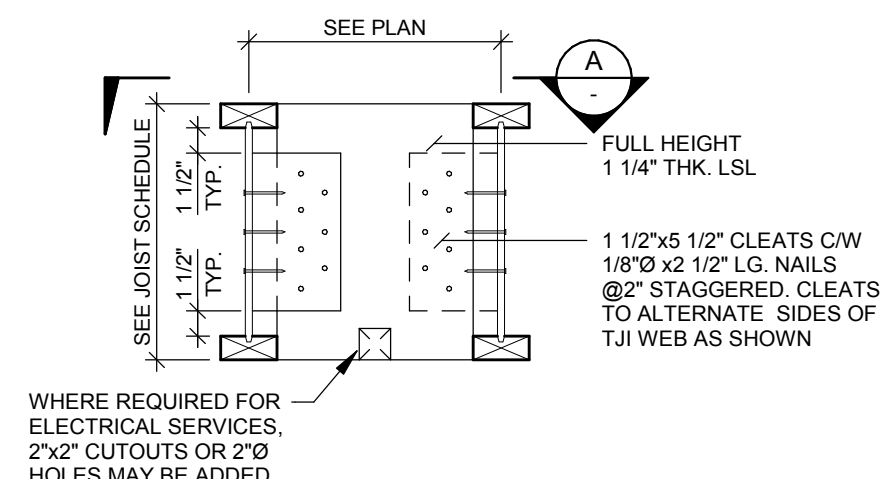 SEE PLAN
A
-
SEE JOIST SCHEDULE
1 1/2"
TYP.
1 1/2"
TYP.
FULL HEIGHT
1 1/4" THK. LSL
1 1/2"x5 1/2" CLEATS C/W
1/8"Ø x2 1/2" LG. NAILS
@2" STAGGERED. CLEATS
TO ALTERNATE SIDES OF
TJI WEB AS SHOWN
WHERE REQUIRED FOR
ELECTRICAL SERVICES,
2"x2" CUTOUTS OR 2"Ø
HOLES MAY BE ADDED